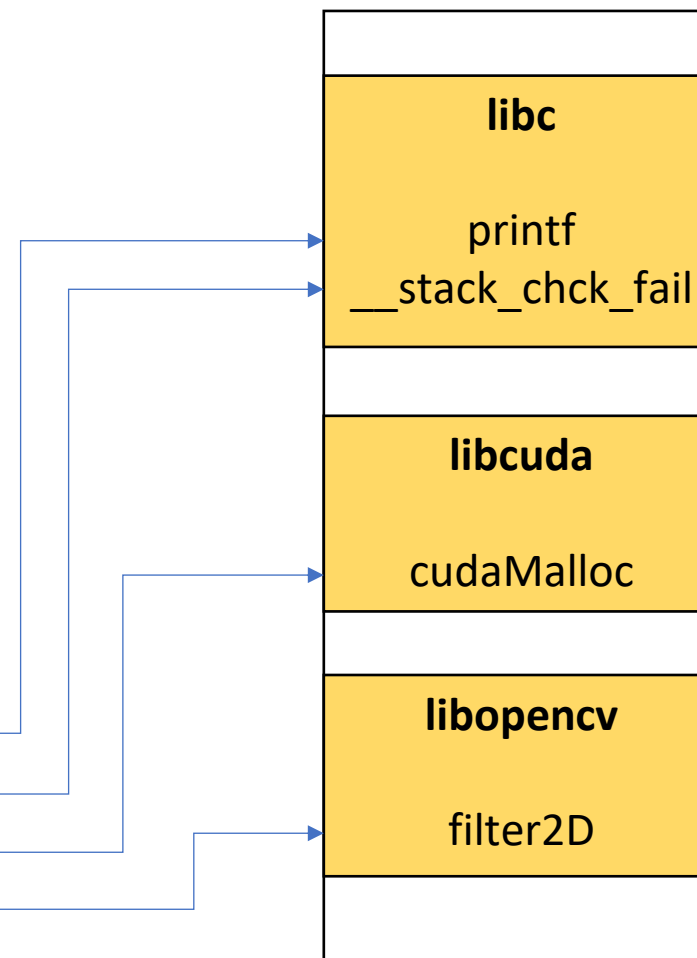 libc
printf
__stack_chck_fail
libcuda
cudaMalloc
libopencv
filter2D